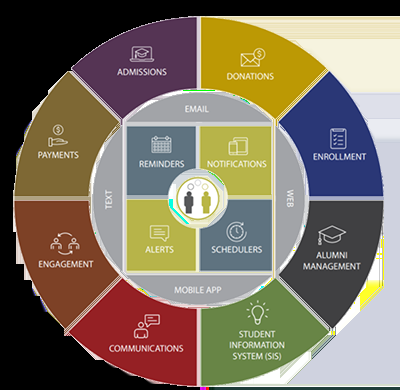 ADMISSIONS
DONATIONS
PAYMENTS
ENROLLMENT
ENGAGEMENT
ALUMNI
MANAGEMENT
COMMUNICATIONS
STUDENT
INFORMATION
SYSTEM (SIS)
EMAIL
TEXT
WEB
MOBILE APP
REMINDERS
NOTIFICATIONS
ALERTS
SCHEDULERS